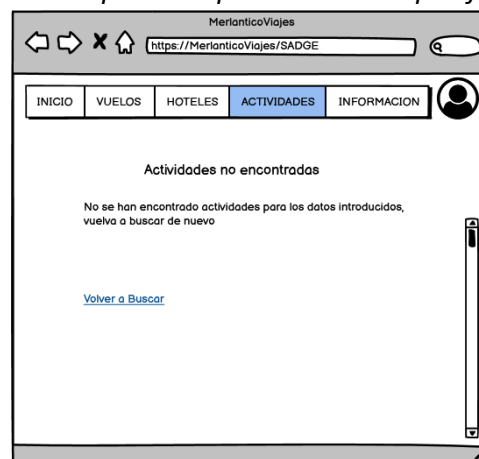 MerlanticoViajes
https://MerlanticoViajes/SADGE
INICIO VUELOS HOTELES ACTIVIDADES INFORMACION
Actividades no encontradas
No se han encontrado actividades para los datos introducidos,
vuelva a buscar de nuevo
Volver a Buscar